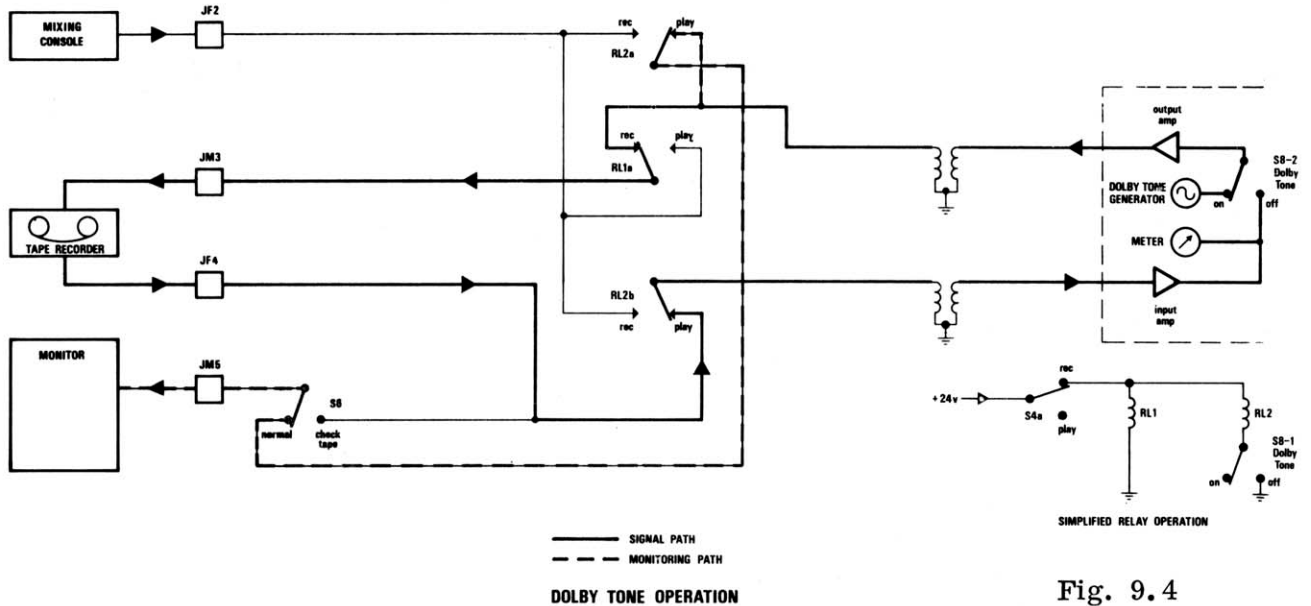 MIXING
CONSOLE
JF2
rec
play
RL2a
rec
play
RL1a
JM3
TAPE RECORDER
JF4
RL2b
rec
play
MONITOR
JM5
S6
normal
check
tape
output
amp
S8-2
Dolby
Tone
DOLBY TONE
GENERATOR
on
off
METER
input
amp
rec
+24v
S4a
play
RL1
RL2
S8-1
Dolby
Tone
on
off
SIMPLIFIED RELAY OPERATION
SIGNAL PATH
MONITORING PATH
DOLBY TONE OPERATION
Fig. 9.4